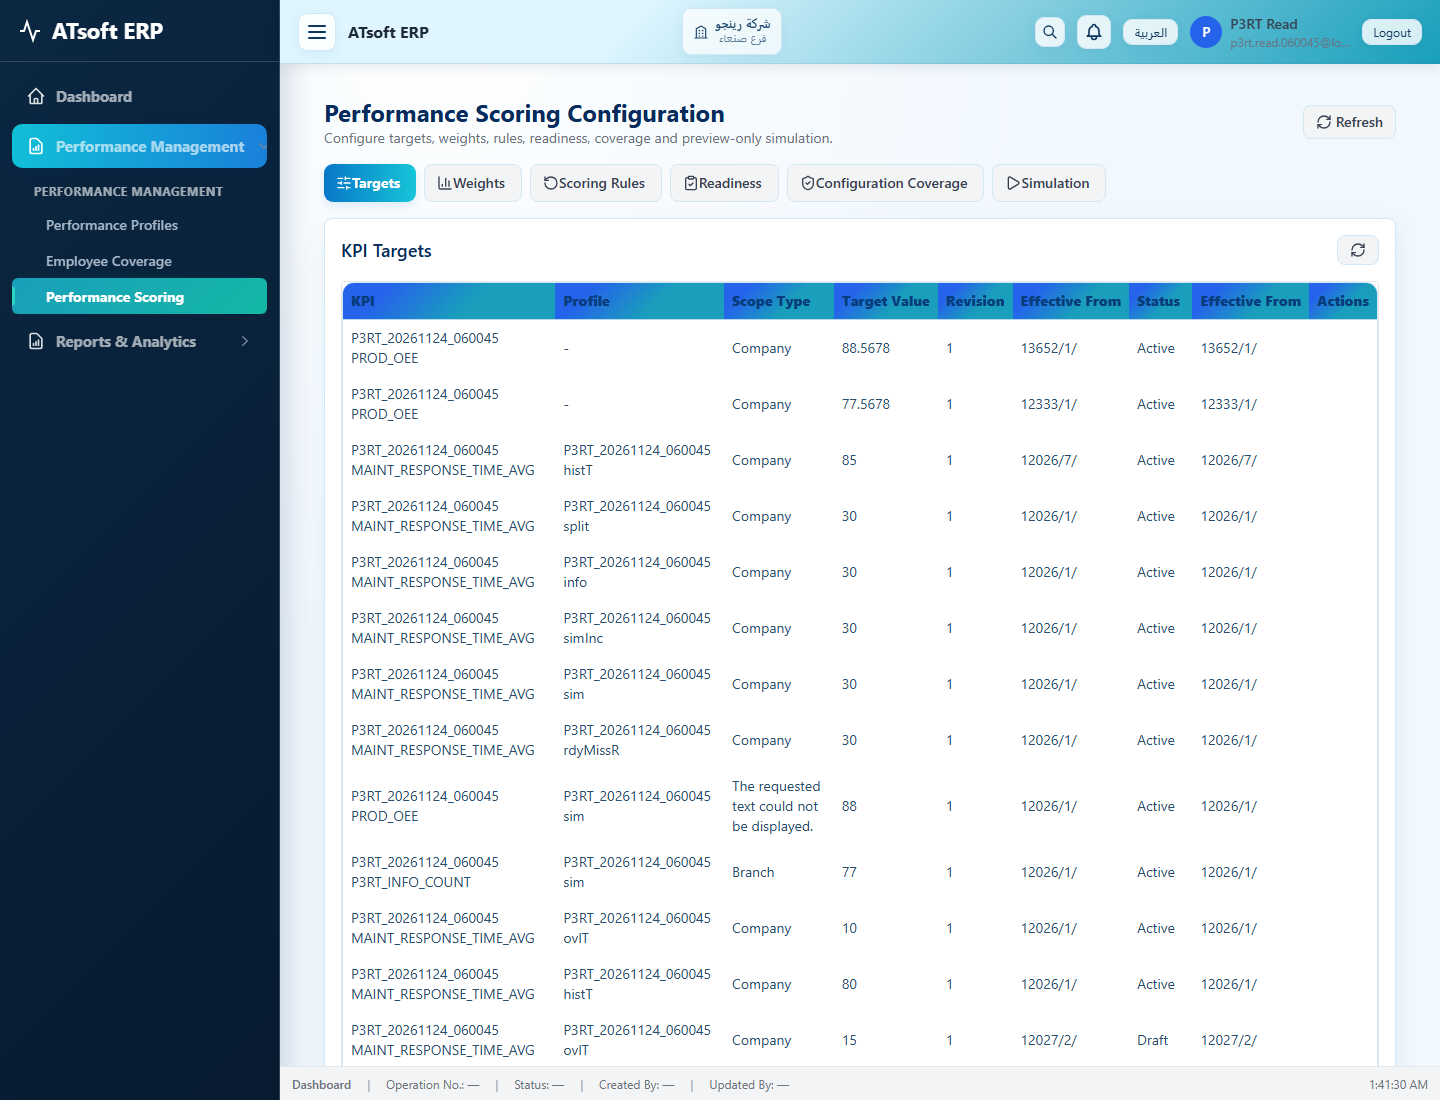 ATsoft ERP
Dashboard
Performance Management
PERFORMANCE MANAGEMENT
Performance Profiles
Employee Coverage
Performance Scoring
Reports & Analytics
ATsoft ERP
شركة رينجو
فرع صنعاء
العربية
P
P3RT Read
p3rt.read.060045@lo...
Logout
Performance Scoring Configuration
Configure targets, weights, rules, readiness, coverage and preview-only simulation.
Refresh
Targets
Weights
Scoring Rules
Readiness
Configuration Coverage
Simulation
KPI Targets
KPI Profile Scope Type Target Value Revision Effective From Status Effective From Actions
P3RT_20261124_060045
PROD_OEE
- Company 88.5678 1 13652/1/ Active 13652/1/
P3RT_20261124_060045
PROD_OEE
- Company 77.5678 1 12333/1/ Active 12333/1/
P3RT_20261124_060045 P3RT_20261124_060045
MAINT_RESPONSE_TIME_AVG histT
Company 85 1 12026/7/ Active 12026/7/
P3RT_20261124_060045 P3RT_20261124_060045
MAINT_RESPONSE_TIME_AVG split
Company 30 1 12026/1/ Active 12026/1/
P3RT_20261124_060045 P3RT_20261124_060045
MAINT_RESPONSE_TIME_AVG info
Company 30 1 12026/1/ Active 12026/1/
P3RT_20261124_060045 P3RT_20261124_060045
MAINT_RESPONSE_TIME_AVG simInc
Company 30 1 12026/1/ Active 12026/1/
P3RT_20261124_060045 P3RT_20261124_060045
MAINT_RESPONSE_TIME_AVG sim
Company 30 1 12026/1/ Active 12026/1/
P3RT_20261124_060045 P3RT_20261124_060045
MAINT_RESPONSE_TIME_AVG rdyMissR
Company 30 1 12026/1/ Active 12026/1/
P3RT_20261124_060045 P3RT_20261124_060045
PROD_OEE sim
The requested
text could not
be displayed.
88 1 12026/1/ Active 12026/1/
P3RT_20261124_060045 P3RT_20261124_060045
P3RT_INFO_COUNT sim
Branch 77 1 12026/1/ Active 12026/1/
P3RT_20261124_060045 P3RT_20261124_060045
MAINT_RESPONSE_TIME_AVG ovlT
Company 10 1 12026/1/ Active 12026/1/
P3RT_20261124_060045 P3RT_20261124_060045
MAINT_RESPONSE_TIME_AVG histT
Company 80 1 12026/1/ Active 12026/1/
P3RT_20261124_060045 P3RT_20261124_060045
MAINT_RESPONSE_TIME_AVG ovlT
Company 15 1 12027/2/ Draft 12027/2/
Dashboard | Operation No.: — | Status: — | Created By: — | Updated By: — 1:41:30 AM